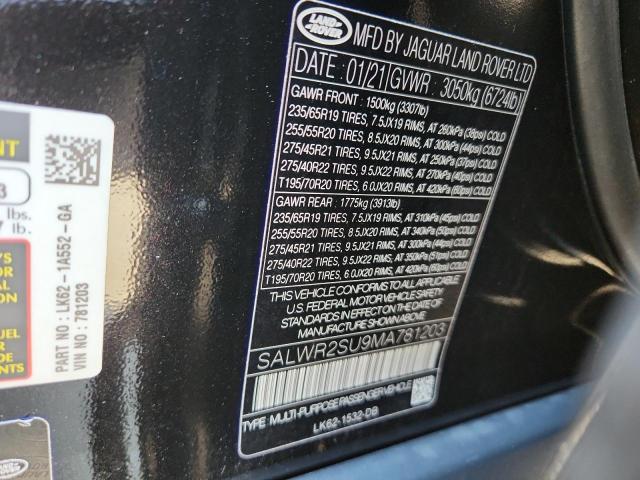 LAND ROVER
MFD BY JAGUAR LAND ROVER LTD
DATE : 01/21 GVWR : 3050kg (6724lb)
GAWR FRONT : 1500kg (3307lb)
235/65R19 TIRES, 7.5JX19 RIMS, AT 260kPa (38psi) COLD
255/55R20 TIRES, 8.5JX20 RIMS, AT 300kPa (44psi) COLD
275/45R21 TIRES, 9.5JX21 RIMS, AT 250kPa (37psi) COLD
275/40R22 TIRES, 9.5JX22 RIMS, AT 270kPa (40psi) COLD
T195/70R20 TIRES, 6.0JX20 RIMS, AT 420kPa (60psi) COLD
GAWR REAR : 1775kg (3913lb)
235/65R19 TIRES, 7.5JX19 RIMS, AT 310kPa (45psi) COLD
255/55R20 TIRES, 8.5JX20 RIMS, AT 340kPa (50psi) COLD
275/45R21 TIRES, 9.5JX21 RIMS, AT 300kPa (44psi) COLD
275/40R22 TIRES, 9.5JX22 RIMS, AT 350kPa (51psi) COLD
T195/70R20 TIRES, 6.0JX20 RIMS, AT 420kPa (60psi) COLD
THIS VEHICLE CONFORMS TO ALL APPLICABLE
U.S. FEDERAL MOTOR VEHICLE SAFETY
STANDARDS IN EFFECT ON THE DATE OF
MANUFACTURE SHOWN ABOVE.
SALWR2SU9MA781203
TYPE: MULTI-PURPOSE PASSENGER VEHICLE
LK62-1532-DB
NT
3
lbs.
lb.
PART NO : LK62-1A552-GA
VIN NO : 781203
LAND ROVER